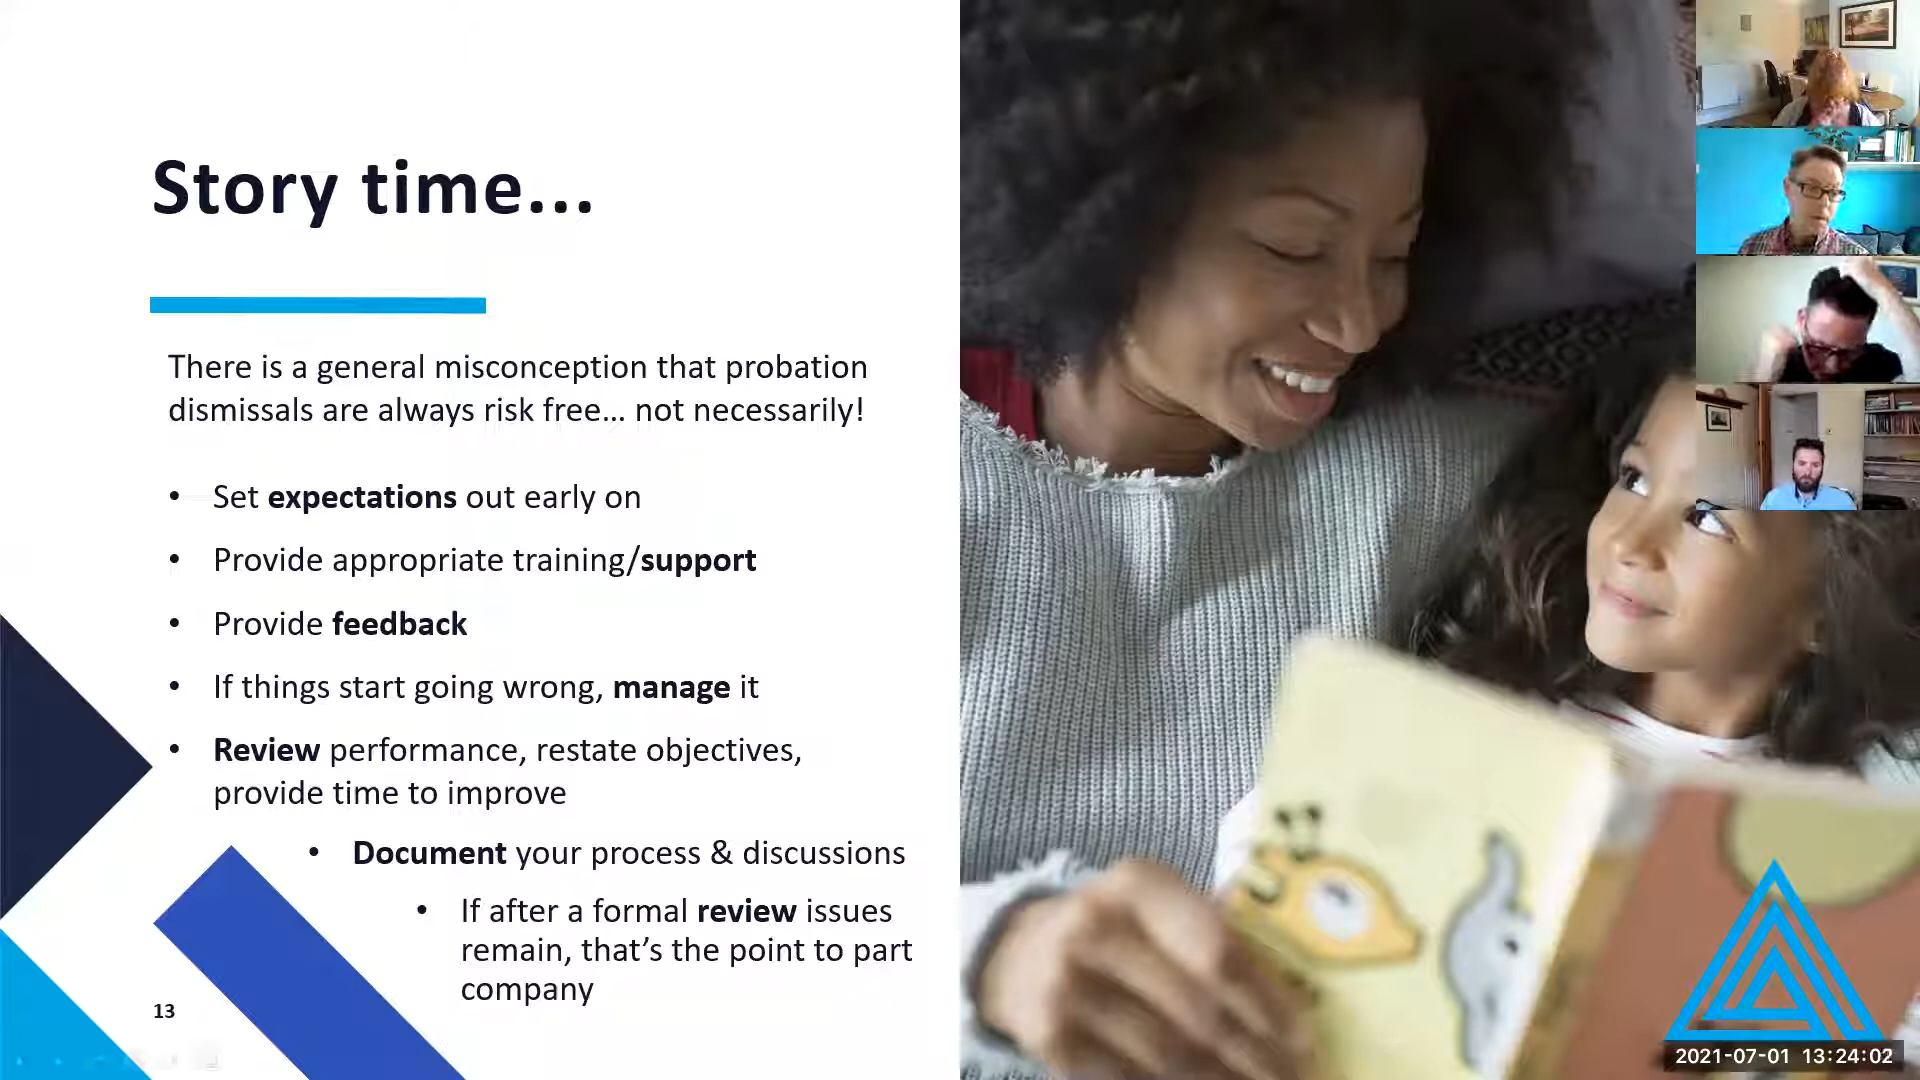 Story time...
There is a general misconception that probation
dismissals are always risk free... not necessarily!
• Set expectations out early on
• Provide appropriate training/support
• Provide feedback
• If things start going wrong, manage it
• Review performance, restate objectives,
provide time to improve
• Document your process & discussions
• If after a formal review issues
remain, that's the point to part
company
13
2021-07-01 13:24:02